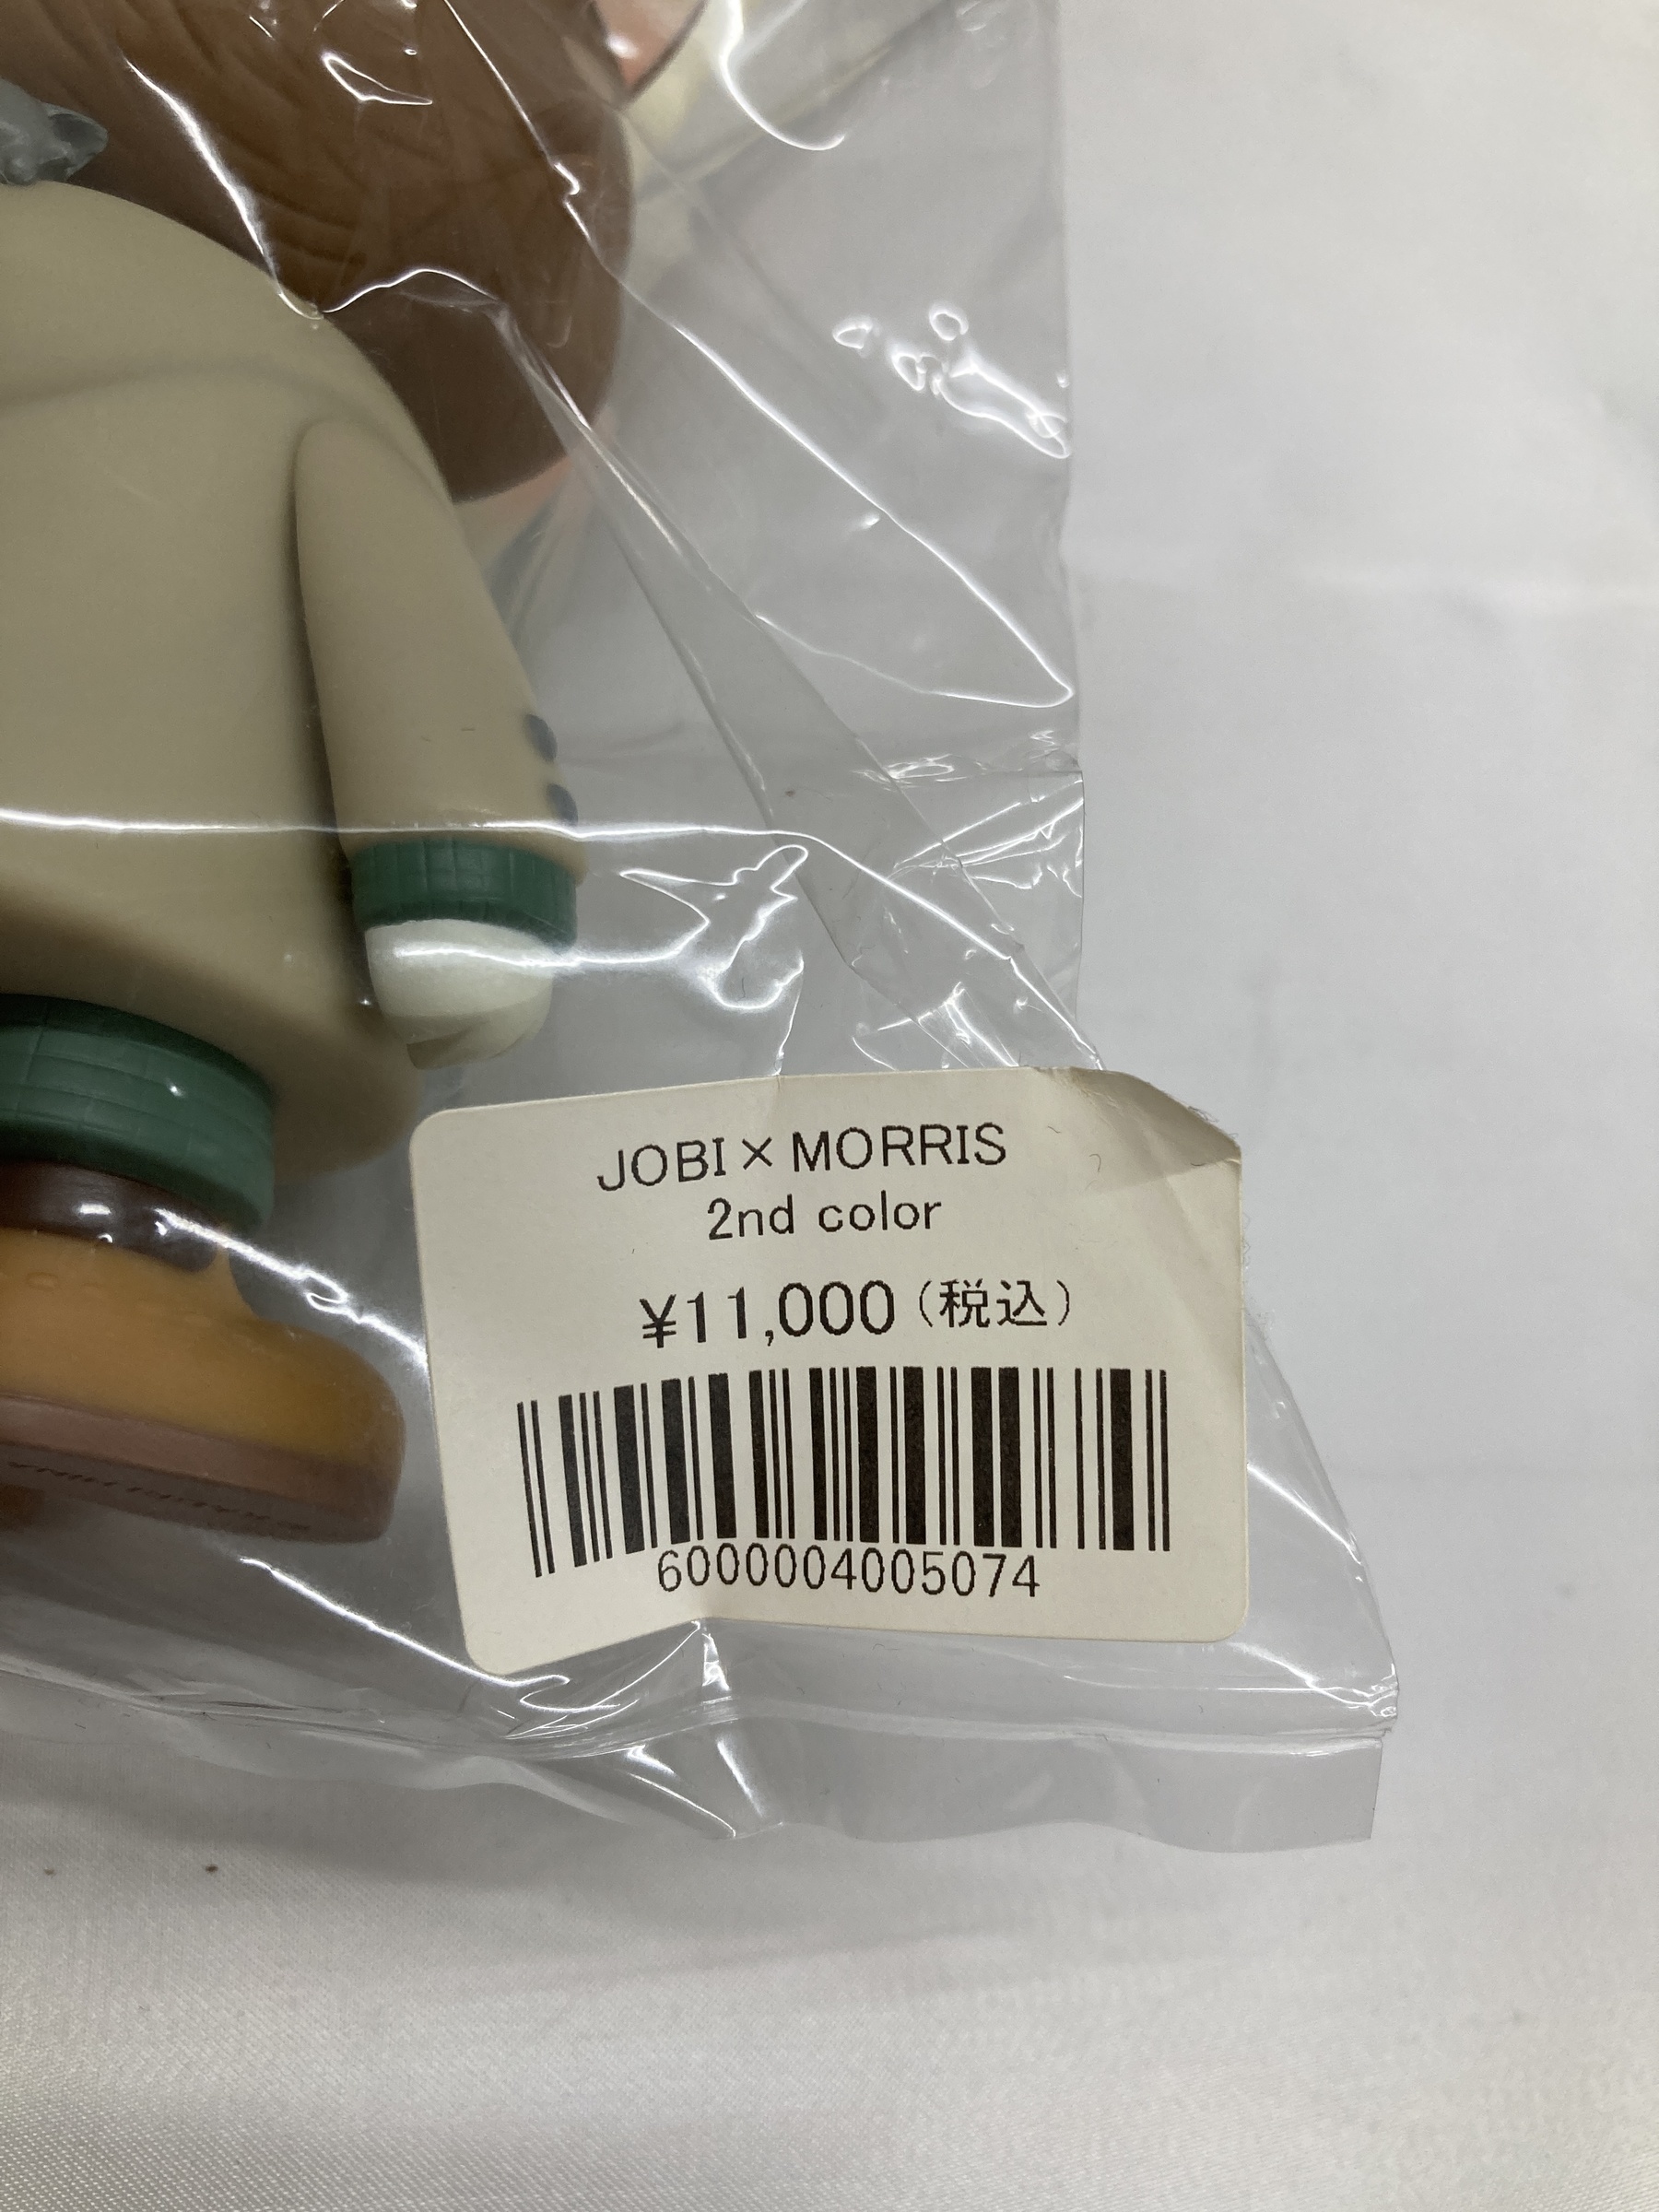 JOBI×MORRIS
2nd color
¥11,000（税込）
6000004005074